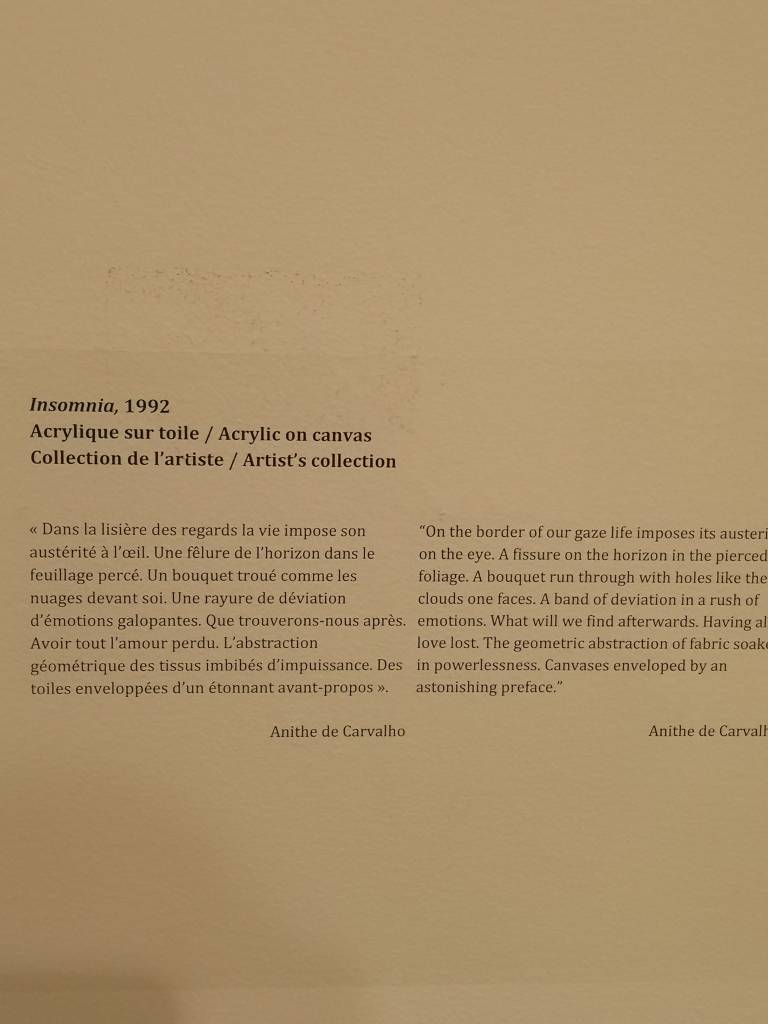 Insomnia, 1992
Acrylique sur toile / Acrylic on canvas
Collection de l'artiste / Artist's collection
« Dans la lisière des regards la vie impose son
austérité à l'œil. Une fêlure de l'horizon dans le
feuillage percé. Un bouquet troué comme les
nuages devant soi. Une rayure de déviation
d'émotions galopantes. Que trouverons-nous après.
Avoir tout l'amour perdu. L'abstraction
géométrique des tissus imbibés d'impuissance. Des
toiles enveloppées d'un étonnant avant-propos ».
Anithe de Carvalho
“On the border of our gaze life imposes its
on the eye. A fissure on the horizon in the pierced
foliage. A bouquet run through with holes like the
clouds one faces. A band of deviation in a rush of
emotions. What will we find afterwards. Having
love lost. The geometric abstraction of fabric
in powerlessness. Canvases enveloped by an
astonishing preface.”
Anithe de